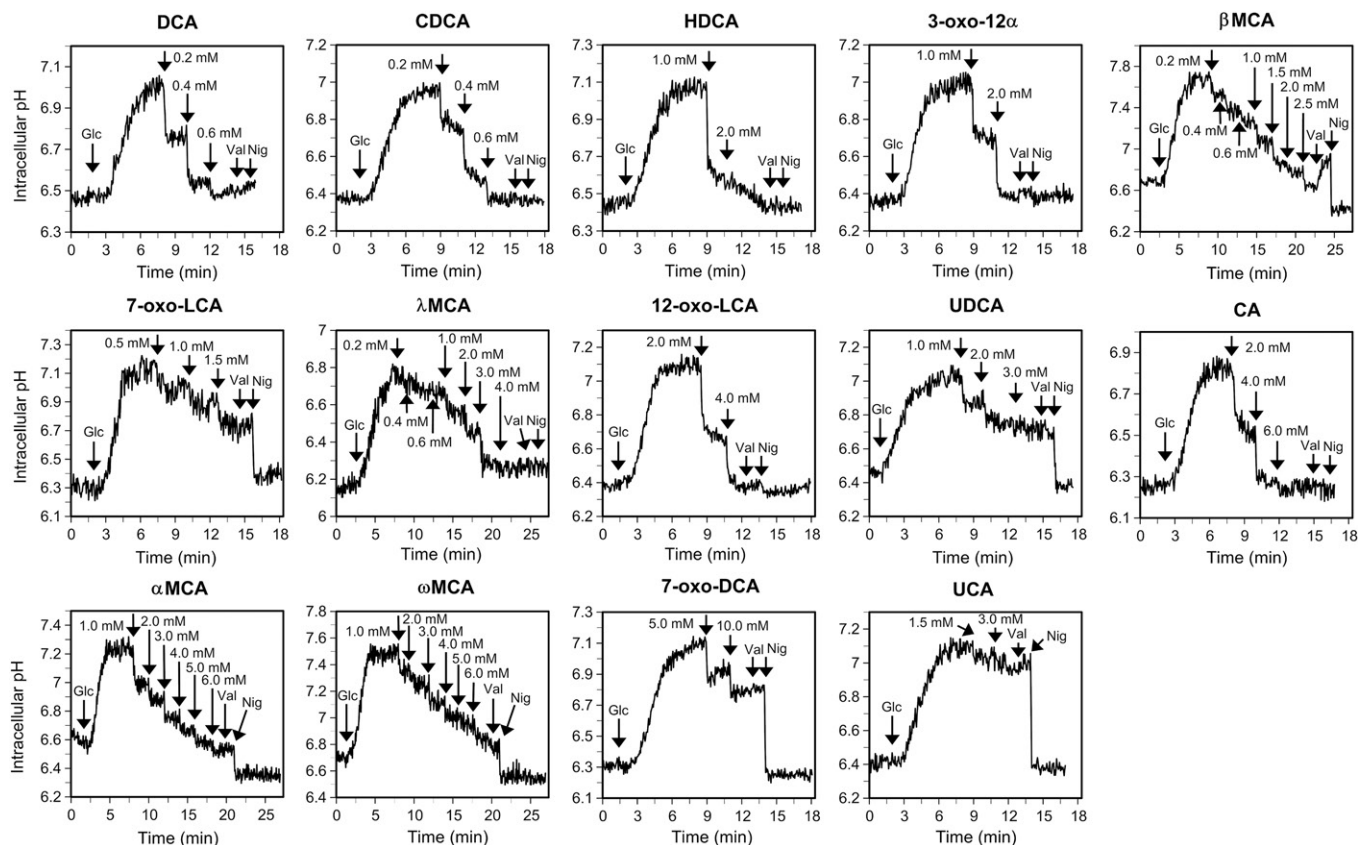 DCA
Intracellular pH
7.1
6.9
6.7
6.5
6.3
Glc
0.2 mM
0.4 mM
0.6 mM
Val Nig
0 3 6 9 12 15 18
Time (min)
CDCA
7.2
7
6.8
6.6
6.4
6.2
Glc
0.2 mM
0.4 mM
0.6 mM
Val Nig
0 3 6 9 12 15 18
Time (min)
HDCA
7.3
7.1
6.9
6.7
6.5
6.3
Glc
1.0 mM
2.0 mM
Val Nig
0 3 6 9 12 15 18
Time (min)
3-oxo-12α
7.2
7
6.8
6.6
6.4
6.2
Glc
1.0 mM
2.0 mM
Val Nig
0 3 6 9 12 15 18
Time (min)
βMCA
7.8
7.4
7
6.6
6.2
Glc
0.2 mM
0.4 mM
0.6 mM
1.0 mM
1.5 mM
2.0 mM
2.5 mM
Val Nig
0 5 10 15 20 25
Time (min)
7-oxo-LCA
Intracellular pH
7.3
7.1
6.9
6.7
6.5
6.3
6.1
Glc
0.5 mM
1.0 mM
1.5 mM
Val Nig
0 3 6 9 12 15 18
Time (min)
λMCA
7
6.8
6.6
6.4
6.2
6
Glc
0.2 mM
0.4 mM
0.6 mM
1.0 mM
2.0 mM
3.0 mM
4.0 mM
Val Nig
0 5 10 15 20 25
Time (min)
12-oxo-LCA
7.2
7
6.8
6.6
6.4
6.2
Glc
2.0 mM
4.0 mM
Val Nig
0 3 6 9 12 15 18
Time (min)
UDCA
7.2
7
6.8
6.6
6.4
6.2
Glc
1.0 mM
2.0 mM
3.0 mM
Val Nig
0 3 6 9 12 15 18
Time (min)
CA
6.9
6.7
6.5
6.3
6.1
Glc
2.0 mM
4.0 mM
6.0 mM
Val Nig
0 3 6 9 12 15 18
Time (min)
αMCA
Intracellular pH
7.4
7.2
7
6.8
6.6
6.4
6.2
Glc
1.0 mM
2.0 mM
3.0 mM
4.0 mM
5.0 mM
6.0 mM
Val
Nig
0 5 10 15 20 25
Time (min)
ωMCA
7.8
7.6
7.4
7.2
7
6.8
6.6
6.4
Glc
1.0 mM
2.0 mM
3.0 mM
4.0 mM
5.0 mM
6.0 mM
Val
Nig
0 5 10 15 20 25
Time (min)
7-oxo-DCA
7.3
7.1
6.9
6.7
6.5
6.3
6.1
Glc
5.0 mM
10.0 mM
Val Nig
0 3 6 9 12 15 18
Time (min)
UCA
7.2
7
6.8
6.6
6.4
6.2
Glc
1.5 mM
3.0 mM
Val
Nig
0 3 6 9 12 15 18
Time (min)